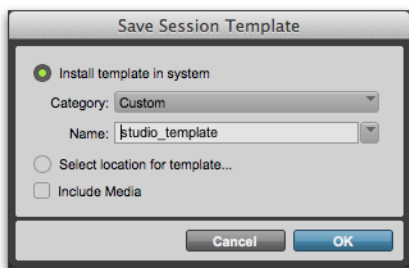 Save Session Template
Install template in system
Category: Custom
Name: studio_template
Select location for template...
Include Media
Cancel OK